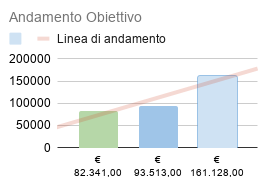 Andamento Obiettivo
Linea di andamento
200000
150000
100000
50000
0
€ € €
82.341,00 93.513,00 161.128,00